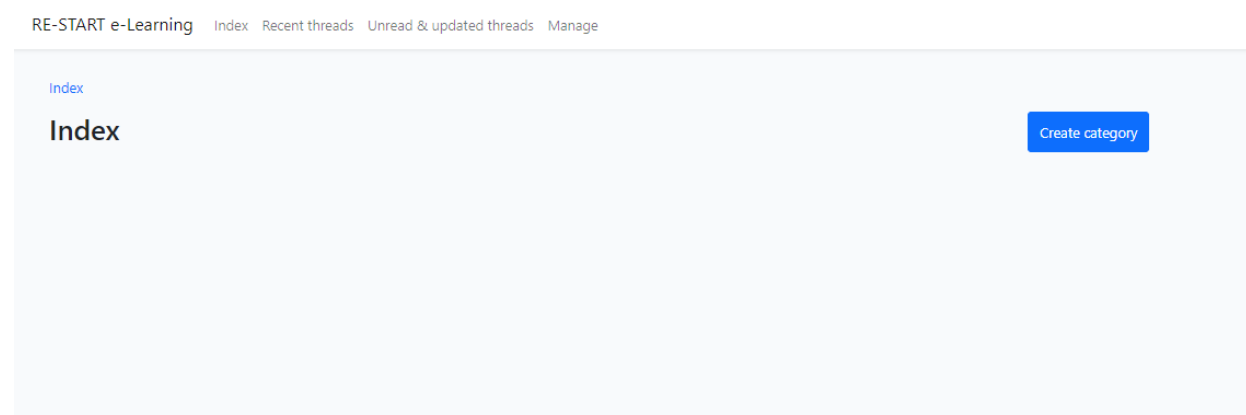 RE-START e-Learning Index Recent threads Unread & updated threads Manage
Index
Index
Create category